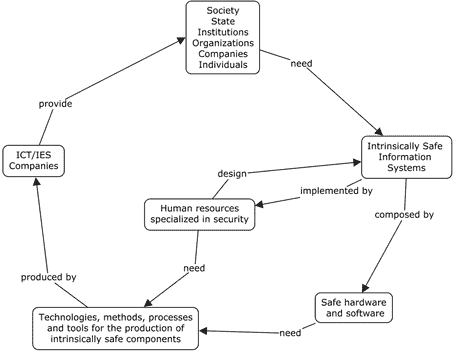 Society
State
Institutions
Organizations
Companies
Individuals
need
provide
ICT/IES
Companies
Intrinsically Safe
Information
Systems
design
implemented by
Human resources
specialized in security
composed by
need
produced by
Safe hardware
and software
need
Technologies, methods, processes
and tools for the production of
intrinsically safe components